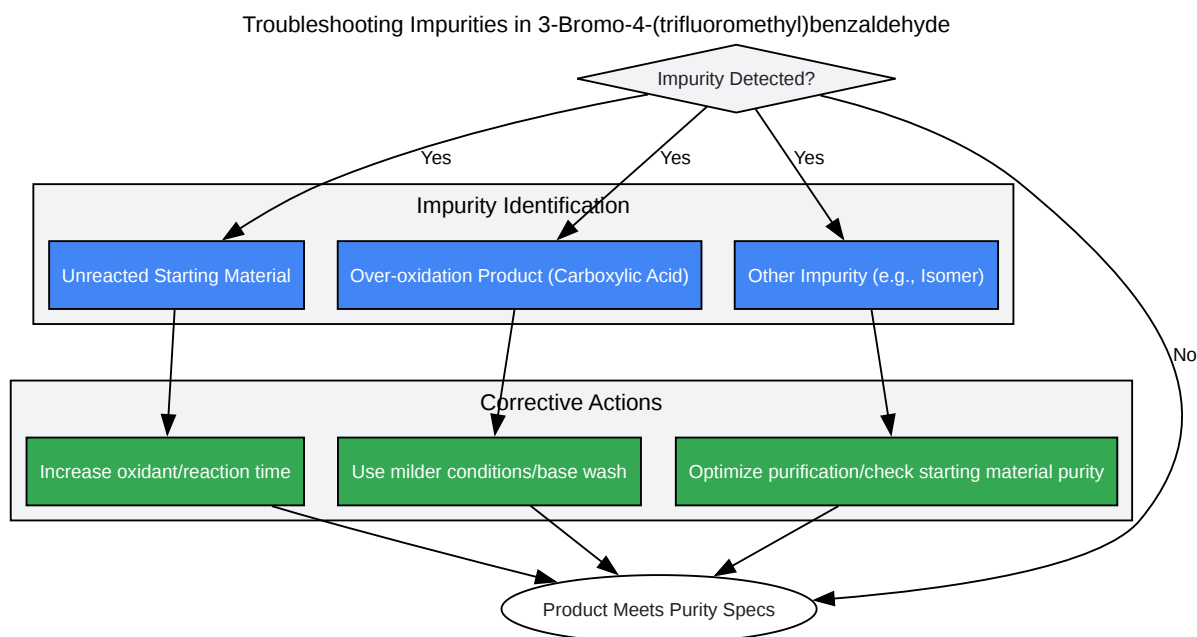 Troubleshooting Impurities in 3-Bromo-4-(trifluoromethyl)benzaldehyde
Impurity Detected?
Yes
Yes
Yes
Impurity Identification
Unreacted Starting Material
Over-oxidation Product (Carboxylic Acid)
Other Impurity (e.g., Isomer)
No
Corrective Actions
Increase oxidant/reaction time
Use milder conditions/base wash
Optimize purification/check starting material purity
Product Meets Purity Specs